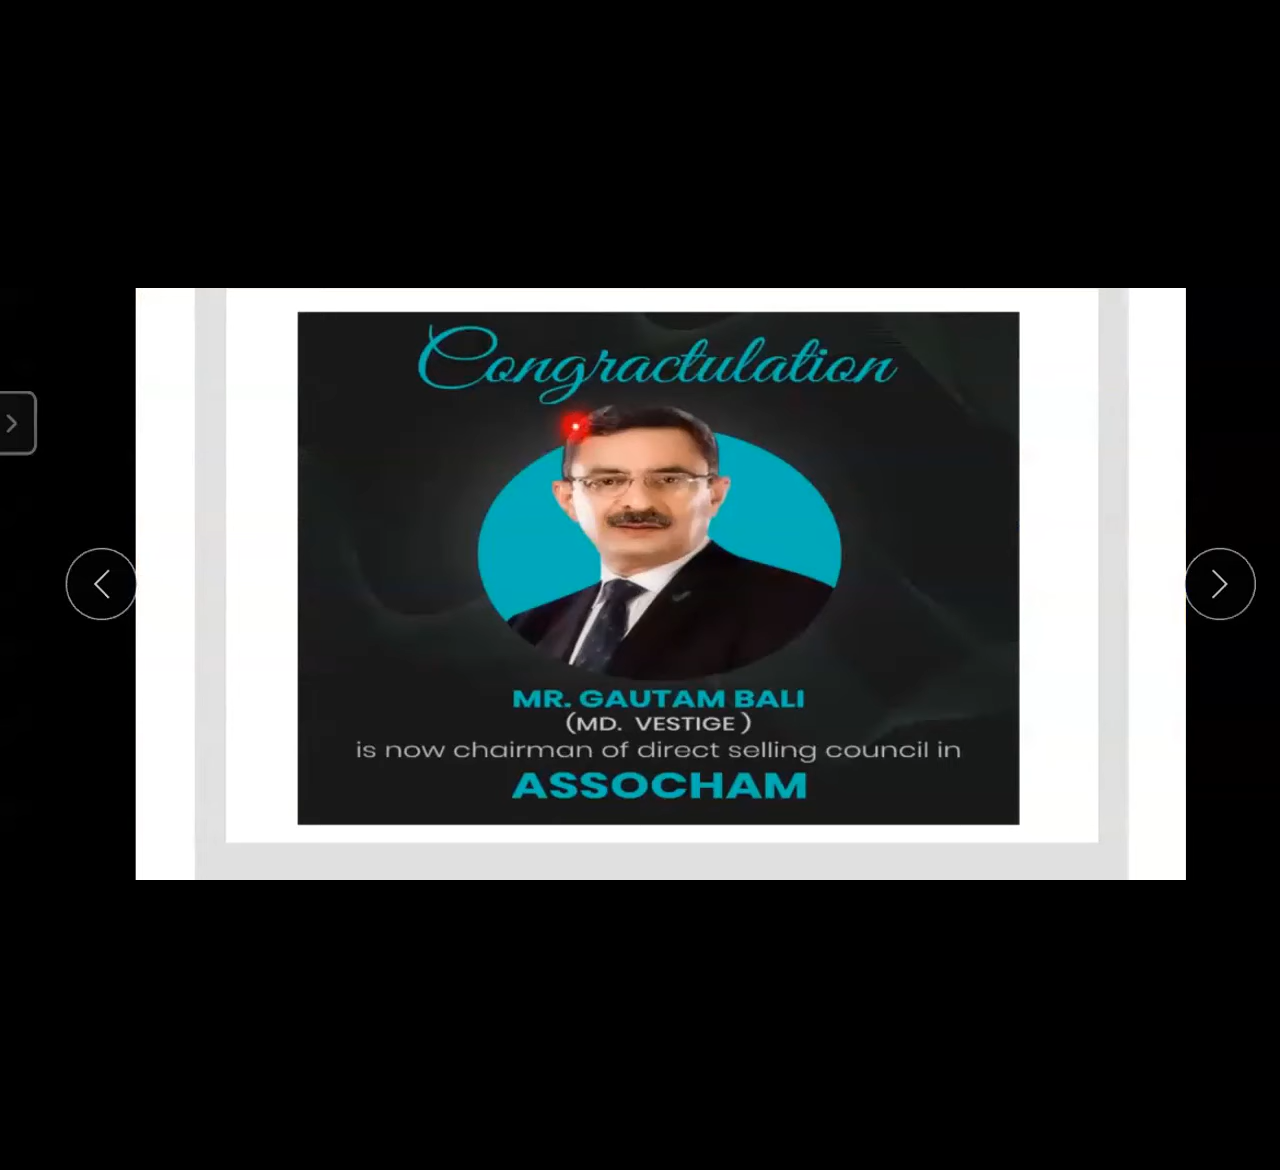 Congractulation
MR. GAUTAM BALI
(MD. VESTIGE )
is now chairman of direct selling council in
ASSOCHAM